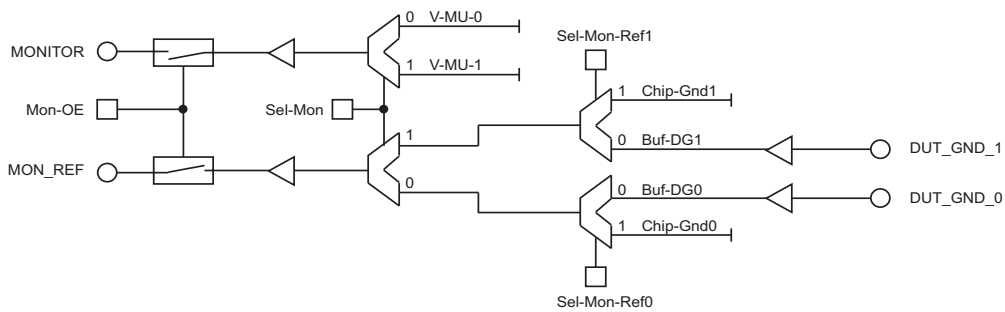 0 V-MU-0
MONITOR
1 V-MU-1
Sel-Mon-Ref1
Mon-OE
Sel-Mon
1 Chip-Gnd1
1
0 Buf-DG1
DUT_GND_1
MON_REF
0
0 Buf-DG0
DUT_GND_0
1 Chip-Gnd0
Sel-Mon-Ref0